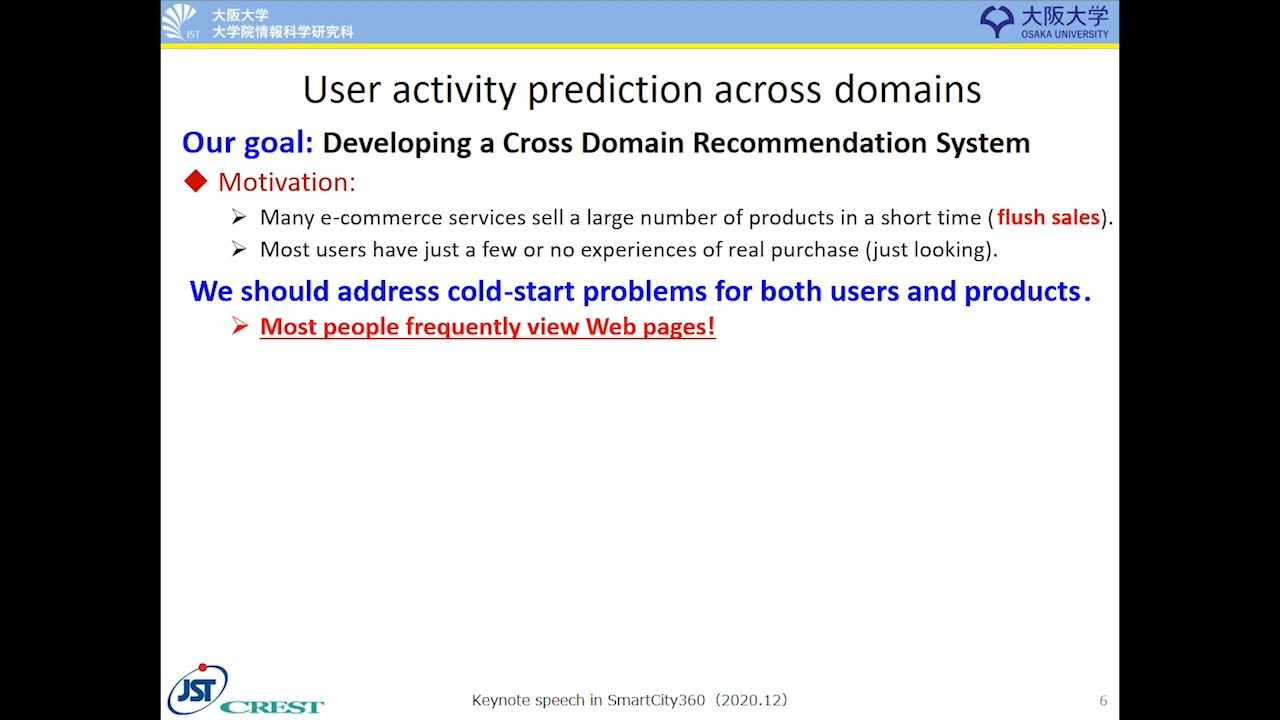 大阪大学
大学院情報科学研究科
IST
大阪大学
OSAKA UNIVERSITY
User activity prediction across domains
Our goal: Developing a Cross Domain Recommendation System
Motivation:
Many e-commerce services sell a large number of products in a short time (flush sales).
Most users have just a few or no experiences of real purchase (just looking).
We should address cold-start problems for both users and products.
Most people frequently view Web pages!
JST
CREST
Keynote speech in SmartCity360（2020.12）
6